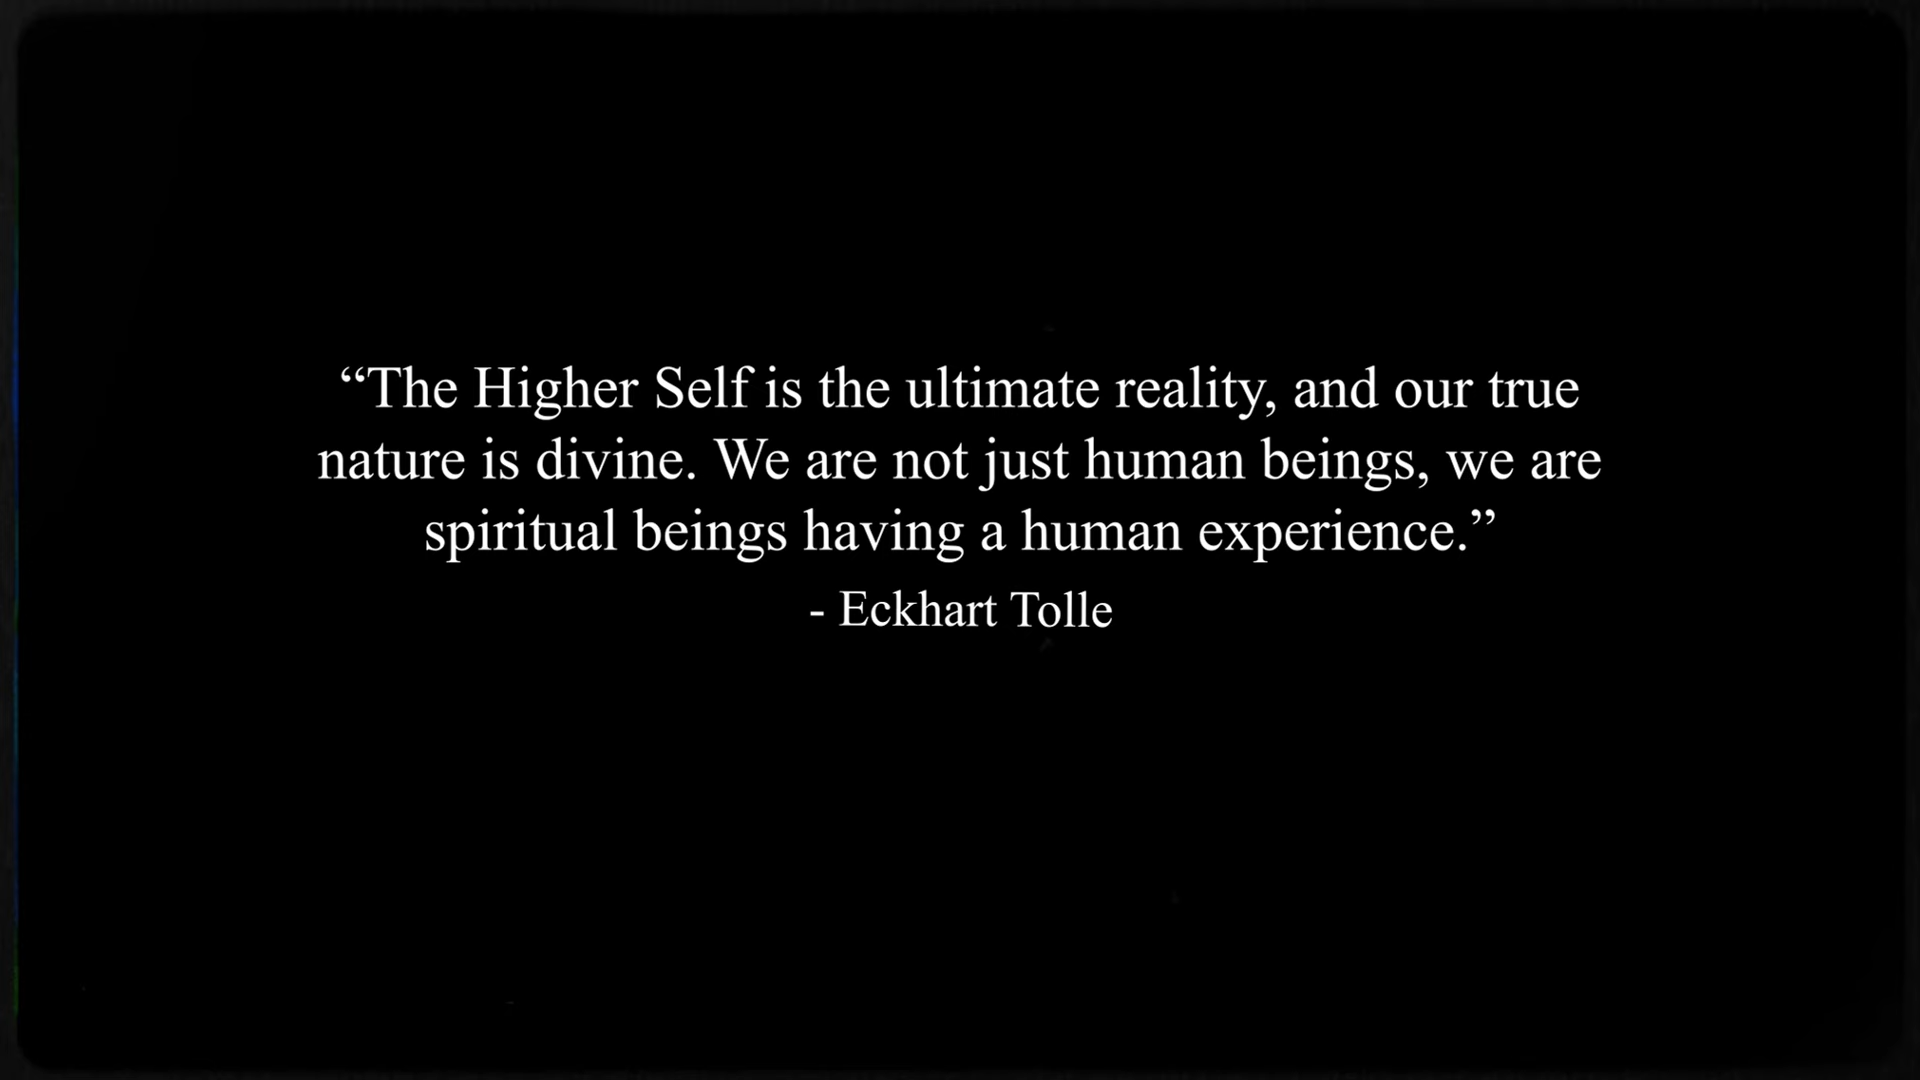 “The Higher Self is the ultimate reality, and our true
nature is divine. We are not just human beings, we are
spiritual beings having a human experience.”
- Eckhart Tolle